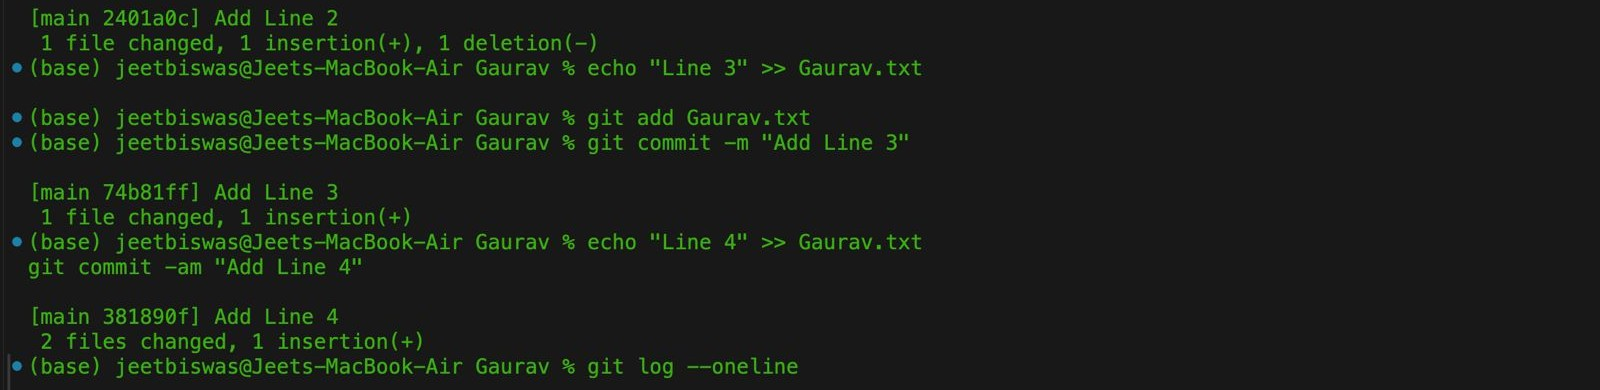 [main 2401a0c] Add Line 2
1 file changed, 1 insertion(+), 1 deletion(-)
(base) jeetbiswas@Jeets-MacBook-Air Gaurav % echo "Line 3" >> Gaurav.txt
(base) jeetbiswas@Jeets-MacBook-Air Gaurav % git add Gaurav.txt
(base) jeetbiswas@Jeets-MacBook-Air Gaurav % git commit -m "Add Line 3"
[main 74b81ff] Add Line 3
1 file changed, 1 insertion(+)
(base) jeetbiswas@Jeets-MacBook-Air Gaurav % echo "Line 4" >> Gaurav.txt
git commit -am "Add Line 4"
[main 381890f] Add Line 4
2 files changed, 1 insertion(+)
(base) jeetbiswas@Jeets-MacBook-Air Gaurav % git log --oneline